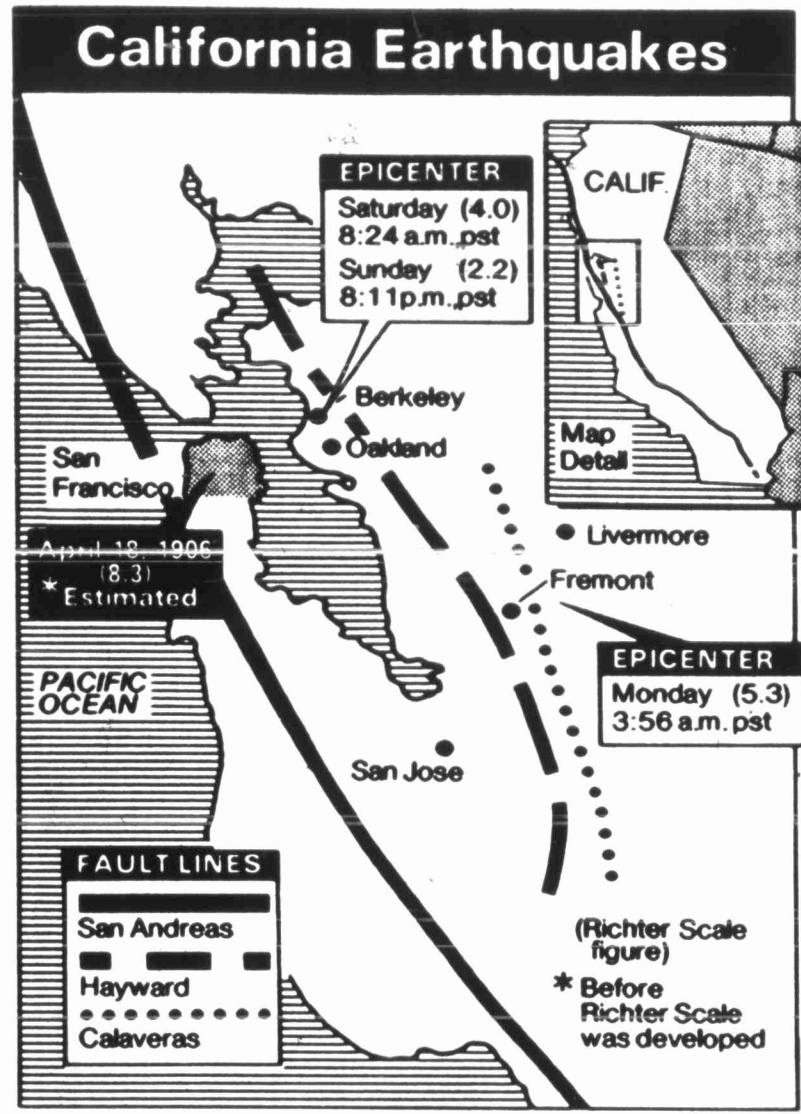 California Earthquakes
EPICENTER
Saturday (4.0)
8:24 a.m., pst
Sunday (2.2)
8:11p.m., pst
CALIF.
Map
Detail
Berkeley
Oakland
San
Francisco
April 18, 1906
(8.3)
* Estimated
Livermore
Fremont
EPICENTER
Monday (5.3)
3:56 a.m. pst
PACIFIC
OCEAN
San Jose
FAULT LINES
San Andreas
Hayward
Calaveras
(Richter Scale
figure)
* Before
Richter Scale
was developed